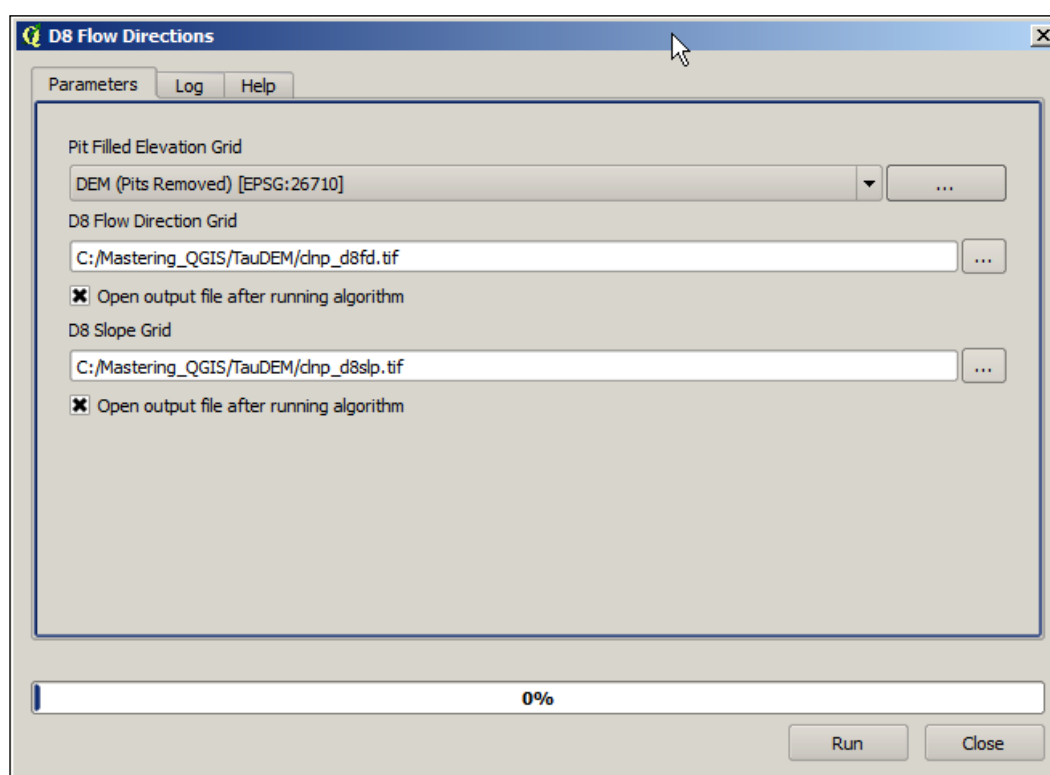 D8 Flow Directions
Parameters Log Help
Pit Filled Elevation Grid
DEM (Pits Removed) [EPSG:26710]
...
D8 Flow Direction Grid
C:/Mastering_QGIS/TauDEM/clnp_d8fd.tif
...
Open output file after running algorithm
D8 Slope Grid
C:/Mastering_QGIS/TauDEM/clnp_d8slp.tif
...
Open output file after running algorithm
0%
Run Close